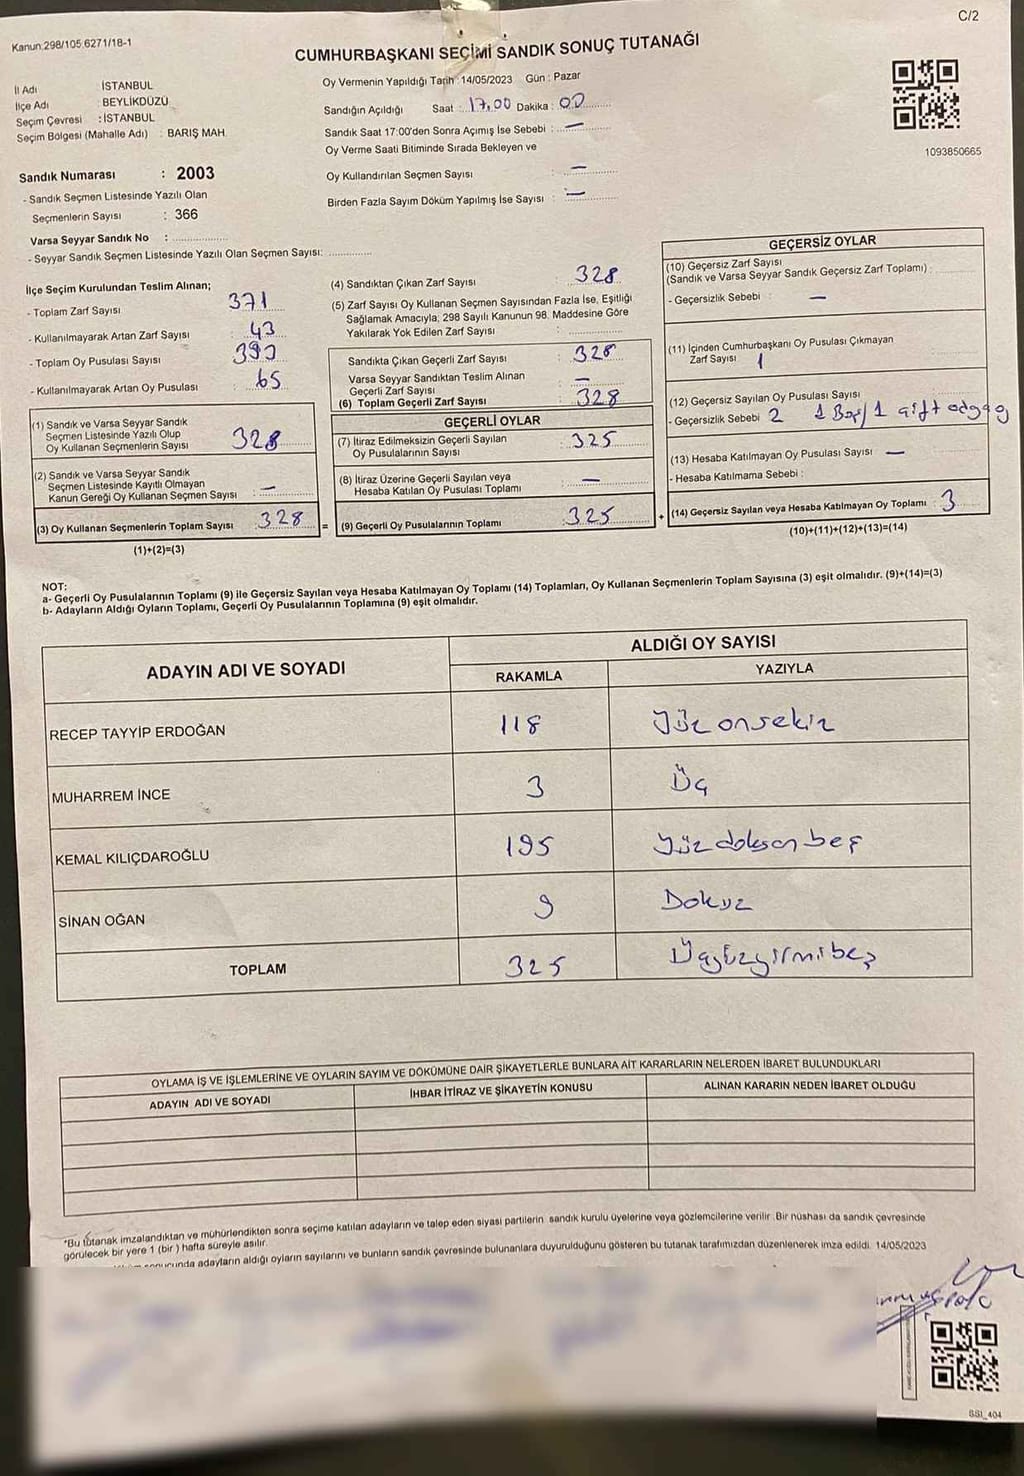 C/2
Kanun:298/105 6271/18-1
CUMHURBAŞKANI SEÇİMİ SANDIK SONUÇ TUTANAĞI
İl Adı : İSTANBUL
İlçe Adı : BEYLİKDÜZÜ
Seçim Çevresi : İSTANBUL
Seçim Bölgesi (Mahalle Adı) : BARIŞ MAH.
Sandık Numarası : 2003
- Sandık Seçmen Listesinde Yazılı Olan
Seçmenlerin Sayısı : 366
Varsa Seyyar Sandık No :
- Seyyar Sandık Seçmen Listesinde Yazılı Olan Seçmen Sayısı:
Oy Vermenin Yapıldığı Tarih : 14/05/2023 Gün : Pazar
Sandığın Açıldığı Saat : 17.00 Dakika : 00
Sandık Saat 17:00'den Sonra Açımış İse Sebebi : —
Oy Verme Saati Bitiminde Sırada Bekleyen ve
Oy Kullandırılan Seçmen Sayısı : —
Birden Fazla Sayım Döküm Yapılmış İse Sayısı : —
1093850665
İlçe Seçim Kurulundan Teslim Alınan;
- Toplam Zarf Sayısı : 371
- Kullanılmayarak Artan Zarf Sayısı : 43
- Toplam Oy Pusulası Sayısı :
- Kullanılmayarak Artan Oy Pusulası : 65
(1) Sandık ve Varsa Seyyar Sandık
Seçmen Listesinde Yazılı Olup
Oy Kullanan Seçmenlerin Sayısı : 328
(2) Sandık ve Varsa Seyyar Sandık
Seçmen Listesinde Kayıtlı Olmayan
Kanun Gereği Oy Kullanan Seçmen Sayısı : —
(3) Oy Kullanan Seçmenlerin Toplam Sayısı : 328
(1)+(2)=(3)
(4) Sandıktan Çıkan Zarf Sayısı : 328
(5) Zarf Sayısı Oy Kullanan Seçmen Sayısından Fazla İse, Eşitliği
Sağlamak Amacıyla; 298 Sayılı Kanunun 98. Maddesine Göre
Yakılarak Yok Edilen Zarf Sayısı :
Sandıkta Çıkan Geçerli Zarf Sayısı : 328
Varsa Seyyar Sandıktan Teslim Alınan
Geçerli Zarf Sayısı : —
(6) Toplam Geçerli Zarf Sayısı : 328
GEÇERLİ OYLAR
(7) İtiraz Edilmeksizin Geçerli Sayılan
Oy Pusulalarının Sayısı : 325
(8) İtiraz Üzerine Geçerli Sayılan veya
Hesaba Katılan Oy Pusulası Toplamı : —
= (9) Geçerli Oy Pusulalarının Toplamı : 325
GEÇERSİZ OYLAR
(10) Geçersiz Zarf Sayısı
(Sandık ve Varsa Seyyar Sandık Geçersiz Zarf Toplamı) :
- Geçersizlik Sebebi : —
(11) İçinden Cumhurbaşkanı Oy Pusulası Çıkmayan
Zarf Sayısı : 1
(12) Geçersiz Sayılan Oy Pusulası Sayısı
- Geçersizlik Sebebi 2 1 Boş/ 1 çift
(13) Hesaba Katılmayan Oy Pusulası Sayısı : —
- Hesaba Katılmama Sebebi :
+ (14) Geçersiz Sayılan veya Hesaba Katılmayan Oy Toplamı : 3
(10)+(11)+(12)+(13)=(14)
NOT:
a- Geçerli Oy Pusulalarının Toplamı (9) ile Geçersiz Sayılan veya Hesaba Katılmayan Oy Toplamı (14) Toplamları, Oy Kullanan Seçmenlerin Toplam Sayısına (3) eşit olmalıdır. (9)+(14)=(3)
b- Adayların Aldığı Oyların Toplamı, Geçerli Oy Pusulalarının Toplamına (9) eşit olmalıdır.
ADAYIN ADI VE SOYADI ALDIĞI OY SAYISI
RAKAMLA YAZIYLA
RECEP TAYYİP ERDOĞAN 118 Yüz onsekiz
MUHARREM İNCE 3 Üç
KEMAL KILIÇDAROĞLU 195 Yüz doksan beş
SİNAN OĞAN 9 Dokuz
TOPLAM 325 Üçyüzyirmibeş
OYLAMA İŞ VE İŞLEMLERİNE VE OYLARIN SAYIM VE DÖKÜMÜNE DAİR ŞİKAYETLERLE BUNLARA AİT KARARLARIN NELERDEN İBARET BULUNDUKLARI
ADAYIN ADI VE SOYADI İHBAR İTİRAZ VE ŞİKAYETİN KONUSU ALINAN KARARIN NEDEN İBARET OLDUĞU
*Bu tutanak imzalandıktan ve mühürlendikten sonra seçime katılan adayların ve talep eden siyasi partilerin sandık kurulu üyelerine veya gözlemcilerine verilir. Bir nüshası da sandık çevresinde
görülecek bir yere 1 (bir ) hafta süreyle asılır.
adayların aldığı oyların sayılarını ve bunların sandık çevresinde bulunanlara duyurulduğunu gösteren bu tutanak tarafımızdan düzenlenerek imza edildi. 14/05/2023
SSI_404